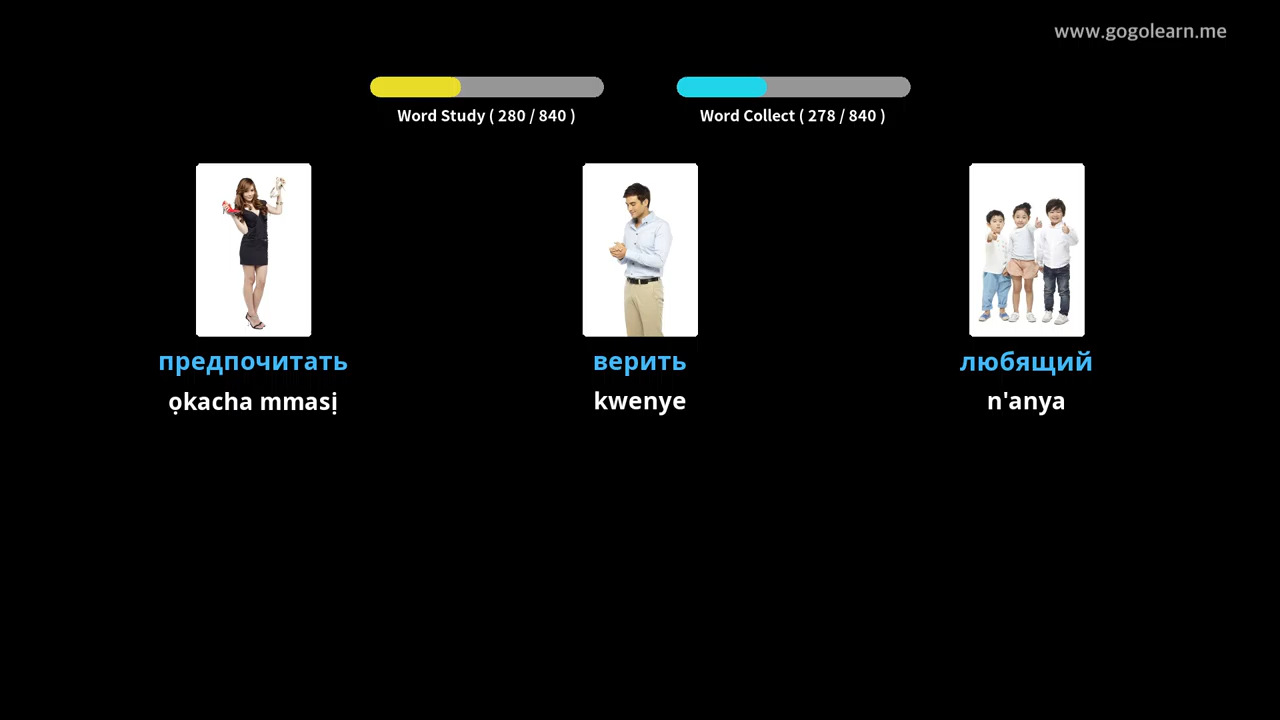 www.gogolearn.me
Word Study ( 280 / 840 )
Word Collect ( 278 / 840 )
предпочитать
верить
любящий
ọkacha mmasị
kwenye
n'anya